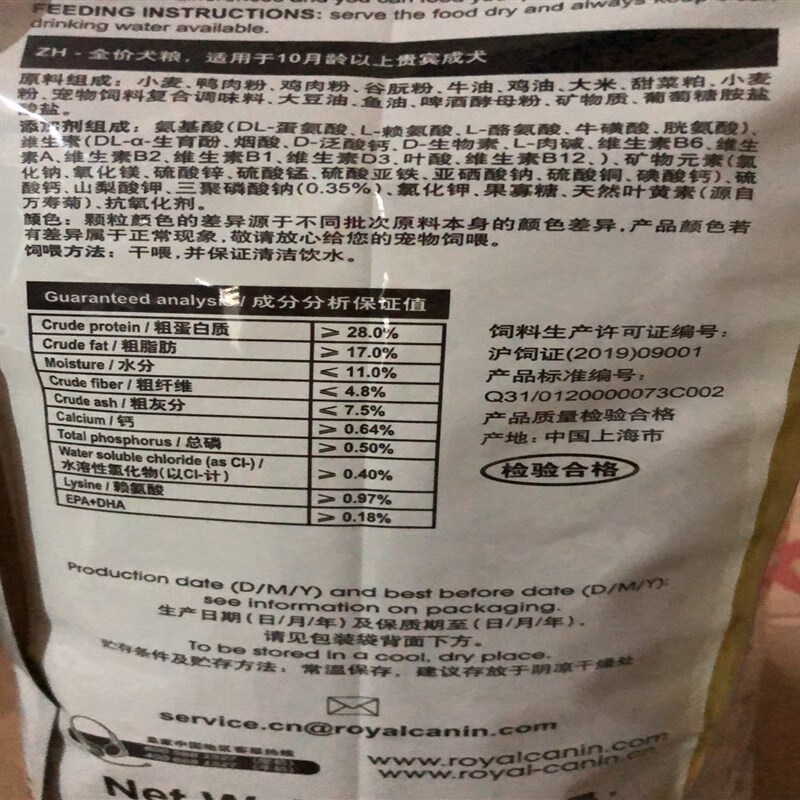 FEEDING INSTRUCTIONS: serve the food dry and always keep
drinking water available.
ZH - 全价犬粮，适用于10月龄以上贵宾成犬
原料组成：小麦、鸭肉粉、鸡肉粉、谷朊粉、牛油、鸡油、大米、甜菜粕、小麦
粉、宠物饲料复合调味料、大豆油、鱼油、啤酒酵母粉、矿物质、葡萄糖胺盐
酸盐。
添加剂组成：氨基酸(DL-蛋氨酸、L-赖氨酸、L-酪氨酸、牛磺酸、胱氨酸)、
维生素(DL-α-生育酚、烟酸、D-泛酸钙、D-生物素、L-肉碱、维生素B6、维生
素A、维生素B2、维生素B1、维生素D3、叶酸、维生素B12、)、矿物元素(氯
化钠、氧化镁、硫酸锌、硫酸锰、硫酸亚铁、亚硒酸钠、硫酸铜、碘酸钙)、硫
酸钙、山梨酸钾、三聚磷酸钠(0.35%)、氯化钾、果寡糖、天然叶黄素(源自
万寿菊)、抗氧化剂。
颜色：颗粒颜色的差异源于不同批次原料本身的颜色差异，产品颜色若
有差异属于正常现象，敬请放心给您的宠物饲喂。
饲喂方法：干喂，并保证清洁饮水。
Guaranteed analysis / 成分分析保证值
Crude protein / 粗蛋白质 ≥ 28.0%
Crude fat / 粗脂肪 ≥ 17.0%
Moisture / 水分 ≤ 11.0%
Crude fiber / 粗纤维 ≤ 4.8%
Crude ash / 粗灰分 ≤ 7.5%
Calcium / 钙 ≥ 0.64%
Total phosphorus / 总磷 ≥ 0.50%
Water soluble chloride (as Cl-) /
水溶性氯化物(以Cl-计) ≥ 0.40%
Lysine / 赖氨酸 ≥ 0.97%
EPA+DHA ≥ 0.18%
饲料生产许可证编号：
沪饲证(2019)09001
产品标准编号：
Q31/0120000073C002
产品质量检验合格
产地：中国上海市
检验合格
Production date (D/M/Y) and best before date (D/M/Y):
see information on packaging.
生产日期(日/月/年)及保质期至(日/月/年)，
请见包装袋背面下方。
To be stored in a cool, dry place.
贮存条件及贮存方法：常温保存，建议存放于阴凉干燥处
service.cn@royalcanin.com
皇家中国地区客服热线
www.royalcanin.com
www.royal-canin.cn
Net